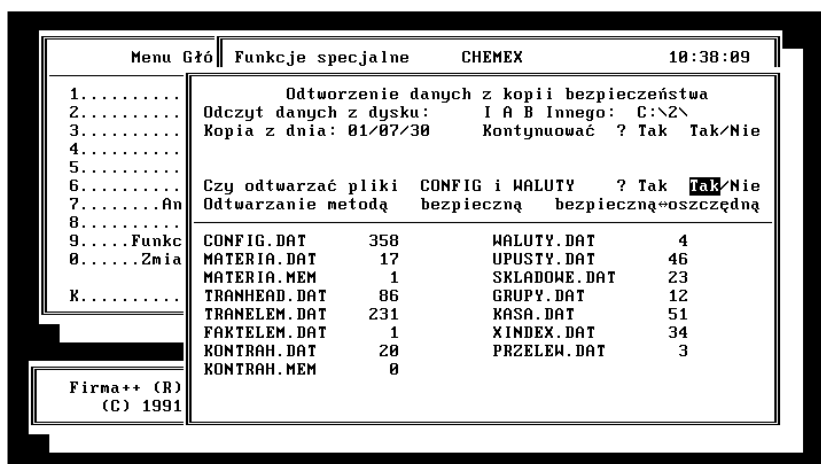 Menu Głó Funkcje specjalne CHEMEX 10:38:09
1..........
2..........
3..........
4..........
5..........
6..........
7........An
8..........
9.....Funkc
0......Zmia
K..........
Odtworzenie danych z kopii bezpieczeństwa
Odczyt danych z dysku: I A B Innego: C:\2\
Kopia z dnia: 01/07/30 Kontynuować ? Tak Tak/Nie
Czy odtwarzać pliki CONFIG i WALUTY ? Tak Tak/Nie
Odtwarzanie metodą bezpieczną bezpieczną↔oszczędną
CONFIG.DAT 358 WALUTY.DAT 4
MATERIA.DAT 17 UPUSTY.DAT 46
MATERIA.MEM 1 SKLADOWE.DAT 23
TRANHEAD.DAT 86 GRUPY.DAT 12
TRANELEM.DAT 231 KASA.DAT 51
FAKTELEM.DAT 1 XINDEX.DAT 34
KONTRAH.DAT 20 PRZELEW.DAT 3
KONTRAH.MEM 0
Firma++ (R)
(C) 1991